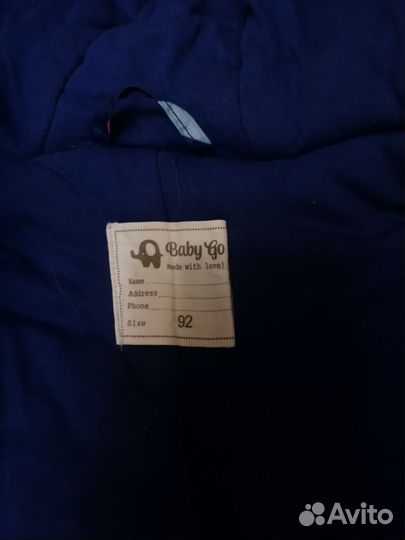 Baby Go
made with love!
Name
Address
Phone
Size 92
Avito